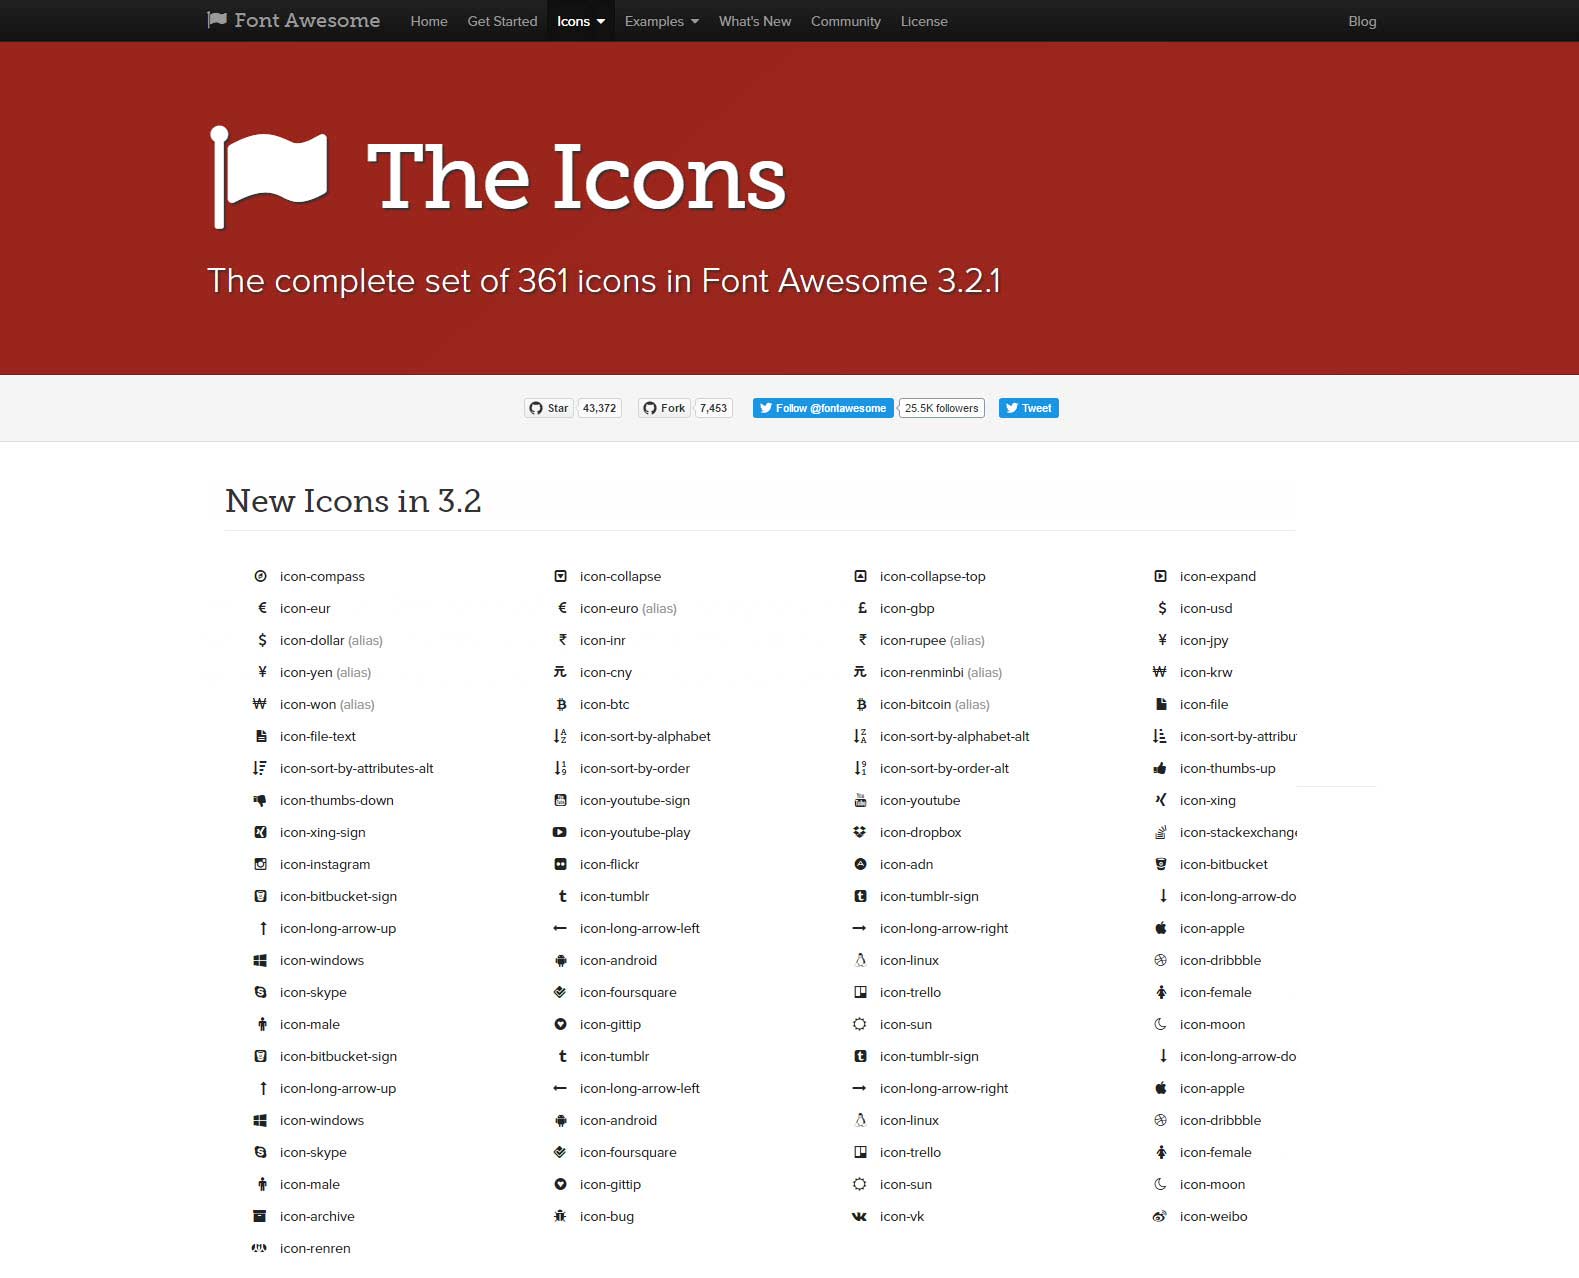 Font Awesome Home Get Started Icons Examples What's New Community License Blog
The Icons
The complete set of 361 icons in Font Awesome 3.2.1
Star 43,372 Fork 7,453 Follow @fontawesome 25.5K followers Tweet
New Icons in 3.2
icon-compass icon-collapse icon-collapse-top icon-expand
icon-eur icon-euro (alias) icon-gbp icon-usd
icon-dollar (alias) icon-inr icon-rupee (alias) icon-jpy
icon-yen (alias) icon-cny icon-renminbi (alias) icon-krw
icon-won (alias) icon-btc icon-bitcoin (alias) icon-file
icon-file-text icon-sort-by-alphabet icon-sort-by-alphabet-alt icon-sort-by-attribu
icon-sort-by-attributes-alt icon-sort-by-order icon-sort-by-order-alt icon-thumbs-up
icon-thumbs-down icon-youtube-sign icon-youtube icon-xing
icon-xing-sign icon-youtube-play icon-dropbox icon-stackexchange
icon-instagram icon-flickr icon-adn icon-bitbucket
icon-bitbucket-sign icon-tumblr icon-tumblr-sign icon-long-arrow-do
icon-long-arrow-up icon-long-arrow-left icon-long-arrow-right icon-apple
icon-windows icon-android icon-linux icon-dribbble
icon-skype icon-foursquare icon-trello icon-female
icon-male icon-gittip icon-sun icon-moon
icon-bitbucket-sign icon-tumblr icon-tumblr-sign icon-long-arrow-do
icon-long-arrow-up icon-long-arrow-left icon-long-arrow-right icon-apple
icon-windows icon-android icon-linux icon-dribbble
icon-skype icon-foursquare icon-trello icon-female
icon-male icon-gittip icon-sun icon-moon
icon-archive icon-bug icon-vk icon-weibo
icon-renren